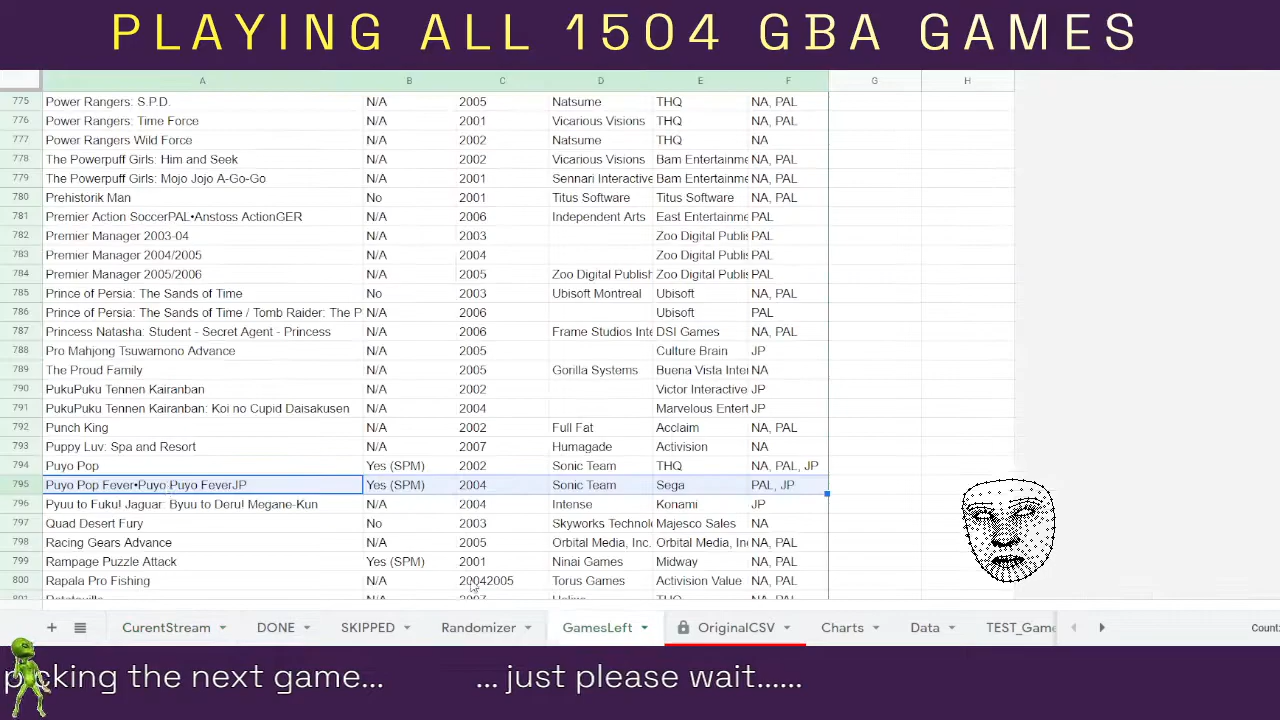 PLAYING ALL 1504 GBA GAMES
A B C D E F G H
775 Power Rangers: S.P.D. N/A 2005 Natsume THQ NA, PAL
776 Power Rangers: Time Force N/A 2001 Vicarious Visions THQ NA, PAL
777 Power Rangers Wild Force N/A 2002 Natsume THQ NA
778 The Powerpuff Girls: Him and Seek N/A 2002 Vicarious Visions Bam Entertainme NA, PAL
779 The Powerpuff Girls: Mojo Jojo A-Go-Go N/A 2001 Sennari Interactive Bam Entertainme NA, PAL
780 Prehistorik Man No 2001 Titus Software Titus Software NA, PAL
781 Premier Action SoccerPAL•Anstoss ActionGER N/A 2006 Independent Arts East Entertainme PAL
782 Premier Manager 2003-04 N/A 2003 Zoo Digital Publis PAL
783 Premier Manager 2004/2005 N/A 2004 Zoo Digital Publis PAL
784 Premier Manager 2005/2006 N/A 2005 Zoo Digital Publish Zoo Digital Publis PAL
785 Prince of Persia: The Sands of Time No 2003 Ubisoft Montreal Ubisoft NA, PAL
786 Prince of Persia: The Sands of Time / Tomb Raider: The P N/A 2006 Ubisoft PAL
787 Princess Natasha: Student - Secret Agent - Princess N/A 2006 Frame Studios Inte DSI Games NA, PAL
788 Pro Mahjong Tsuwamono Advance N/A 2005 Culture Brain JP
789 The Proud Family N/A 2005 Gorilla Systems Buena Vista Inter NA
790 PukuPuku Tennen Kairanban N/A 2002 Victor Interactive JP
791 PukuPuku Tennen Kairanban: Koi no Cupid Daisakusen N/A 2004 Marvelous Entert JP
792 Punch King N/A 2002 Full Fat Acclaim NA, PAL
793 Puppy Luv: Spa and Resort N/A 2007 Humagade Activision NA
794 Puyo Pop Yes (SPM) 2002 Sonic Team THQ NA, PAL, JP
795 Puyo Pop Fever•Puyo Puyo FeverJP Yes (SPM) 2004 Sonic Team Sega PAL, JP
796 Pyuu to Fuku! Jaguar: Byuu to Deru! Megane-Kun N/A 2004 Intense Konami JP
797 Quad Desert Fury No 2003 Skyworks Technol Majesco Sales NA
798 Racing Gears Advance N/A 2005 Orbital Media, Inc. Orbital Media, In NA, PAL
799 Rampage Puzzle Attack Yes (SPM) 2001 Ninai Games Midway NA, PAL
800 Rapala Pro Fishing N/A 20042005 Torus Games Activision Value NA, PAL
+ CurentStream DONE SKIPPED Randomizer GamesLeft OriginalCSV Charts Data TEST_Game Count:
picking the next game... ... just please wait......